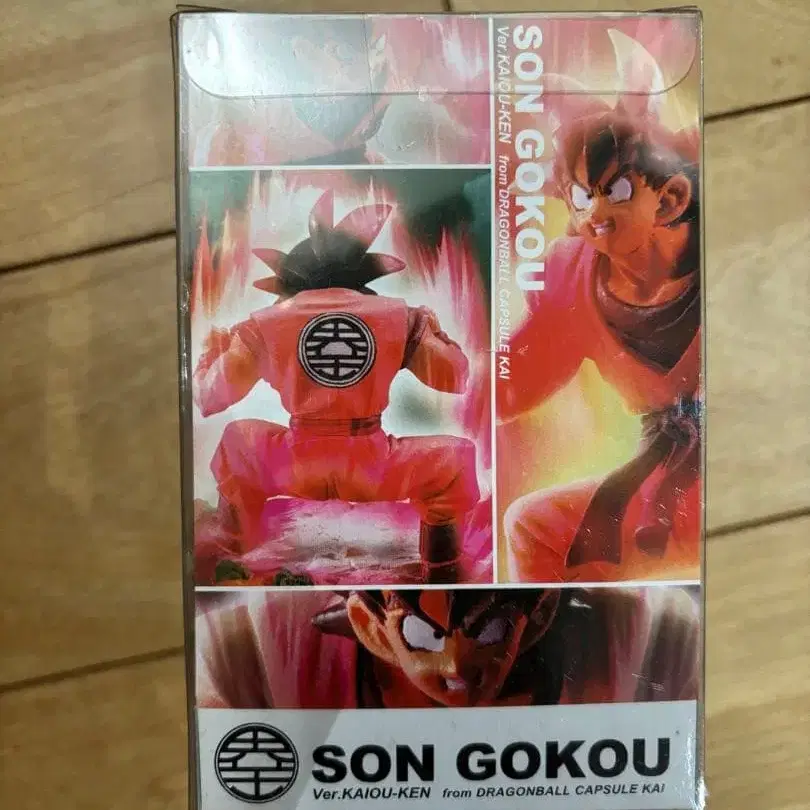 SON GOKOU
Ver.KAIOU-KEN from DRAGONBALL CAPSULE KAI
SON GOKOU
Ver.KAIOU-KEN from DRAGONBALL CAPSULE KAI